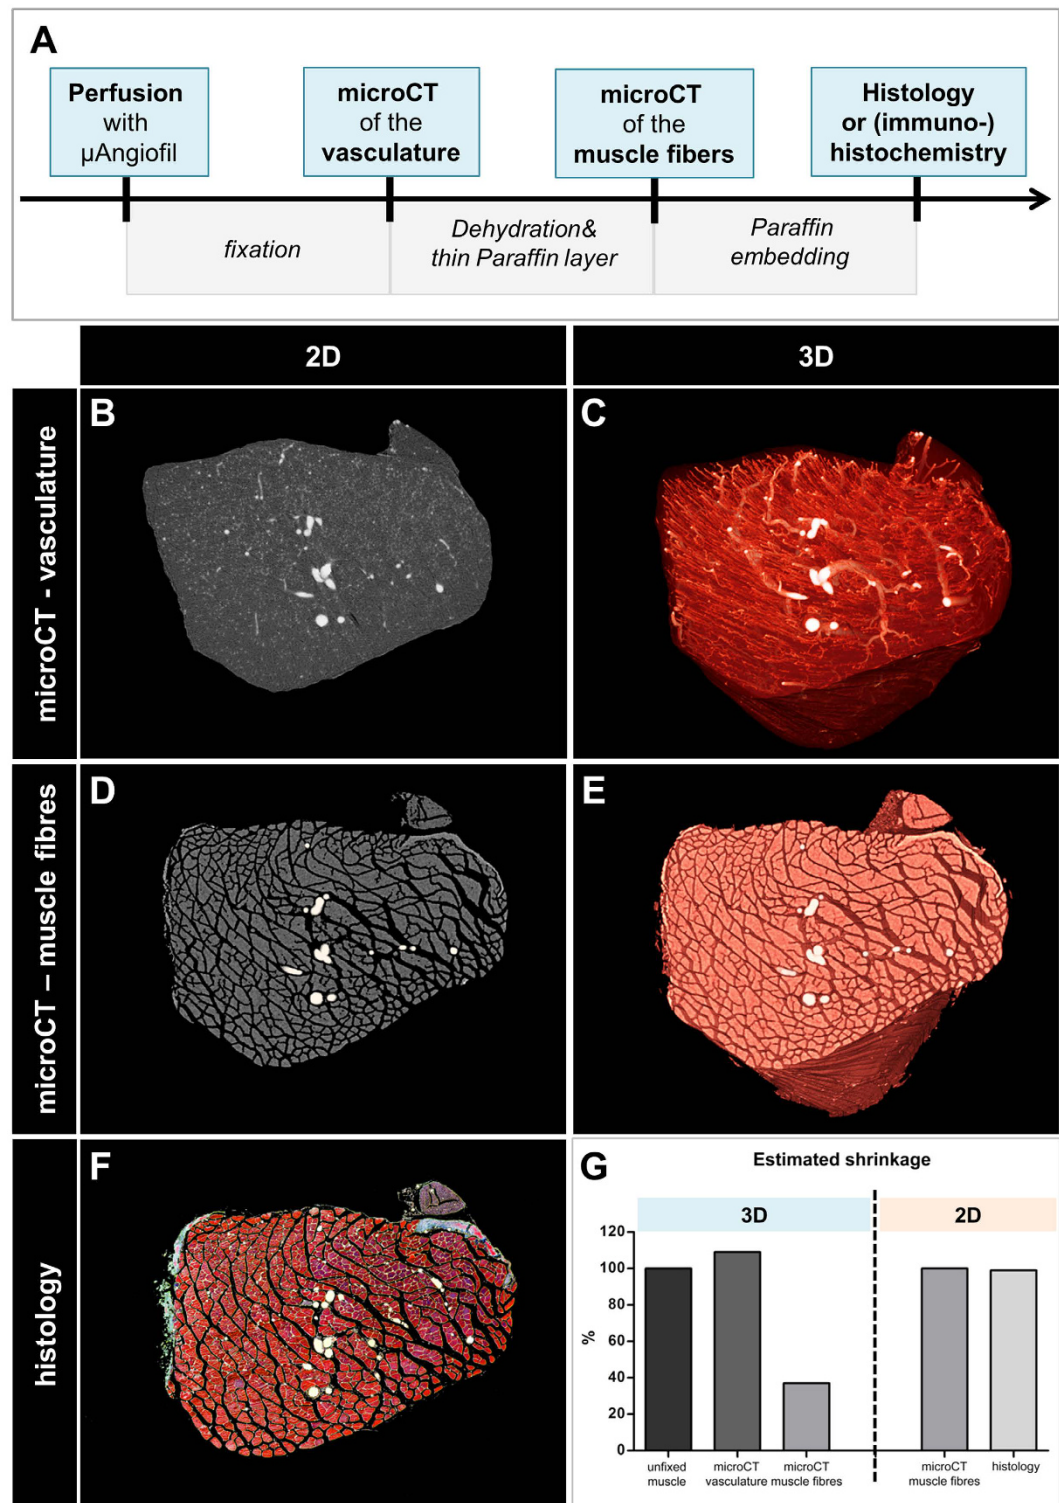 A
Perfusion
with
µAngiofil
microCT
of the
vasculature
microCT
of the
muscle fibers
Histology
or (immuno-)
histochemistry
fixation
Dehydration&
thin Paraffin layer
Paraffin
embedding
2D
3D
microCT - vasculature
B
C
microCT – muscle fibres
D
E
histology
F
G
Estimated shrinkage
3D
2D
120
100
80
60
40
20
0
%
unfixed
muscle
microCT
vasculature
microCT
muscle fibres
microCT
muscle fibres
histology